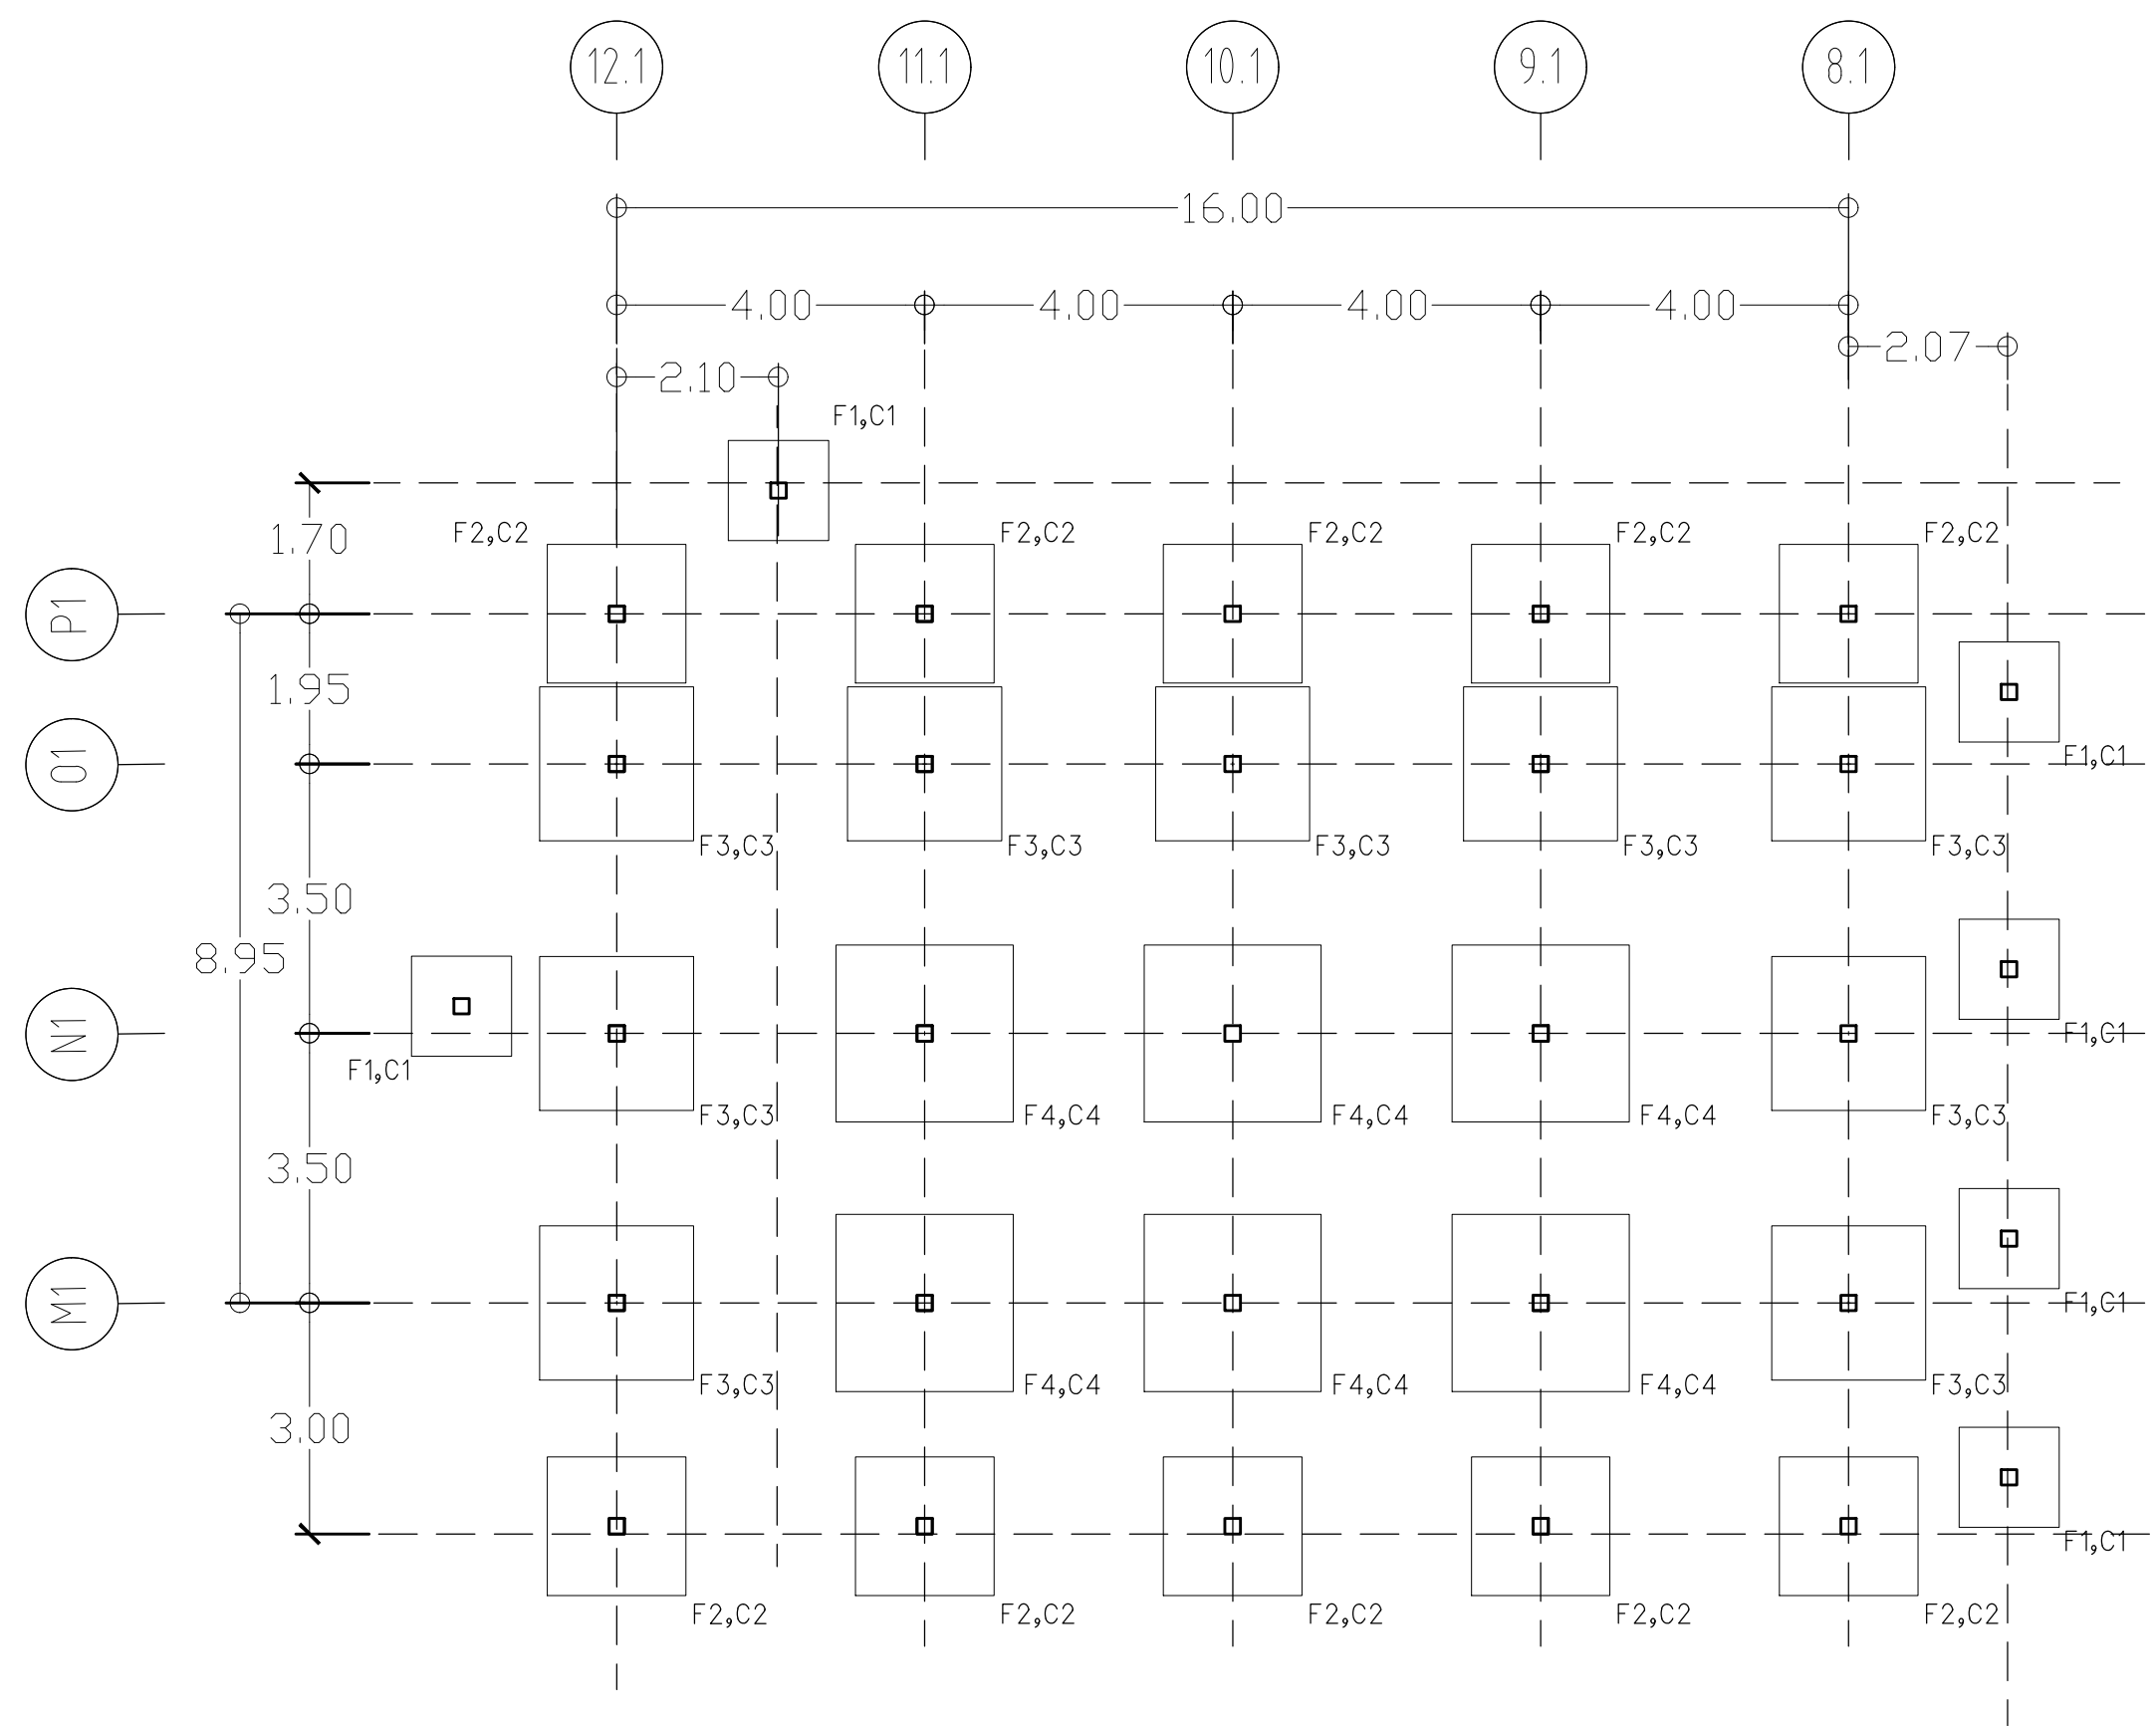 12.1 11.1 10.1 9.1 8.1
16.00
4.00 4.00 4.00 4.00
2.07
2.10
F1,C1
1.70
F2,C2 F2,C2 F2,C2 F2,C2 F2,C2
P1
1.95
O1
F1,C1
F3,C3 F3,C3 F3,C3 F3,C3 F3,C3
3.50
8.95
N1
F1,C1
F1,C1
F3,C3 F4,C4 F4,C4 F4,C4 F3,C3
3.50
M1
F1,C1
F3,C3 F4,C4 F4,C4 F4,C4 F3,C3
3.00
F1,C1
F2,C2 F2,C2 F2,C2 F2,C2 F2,C2